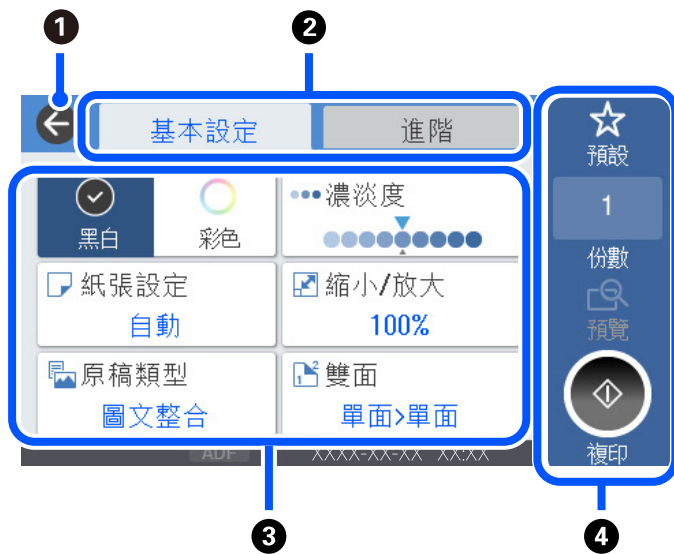 1
2
基本設定
進階
預設
黑白
彩色
濃淡度
1
份數
紙張設定
自動
縮小/放大
100%
預覽
原稿類型
圖文整合
1 2
雙面
單面>單面
複印
ADF
XXXX-XX-XX XX:XX
3
4